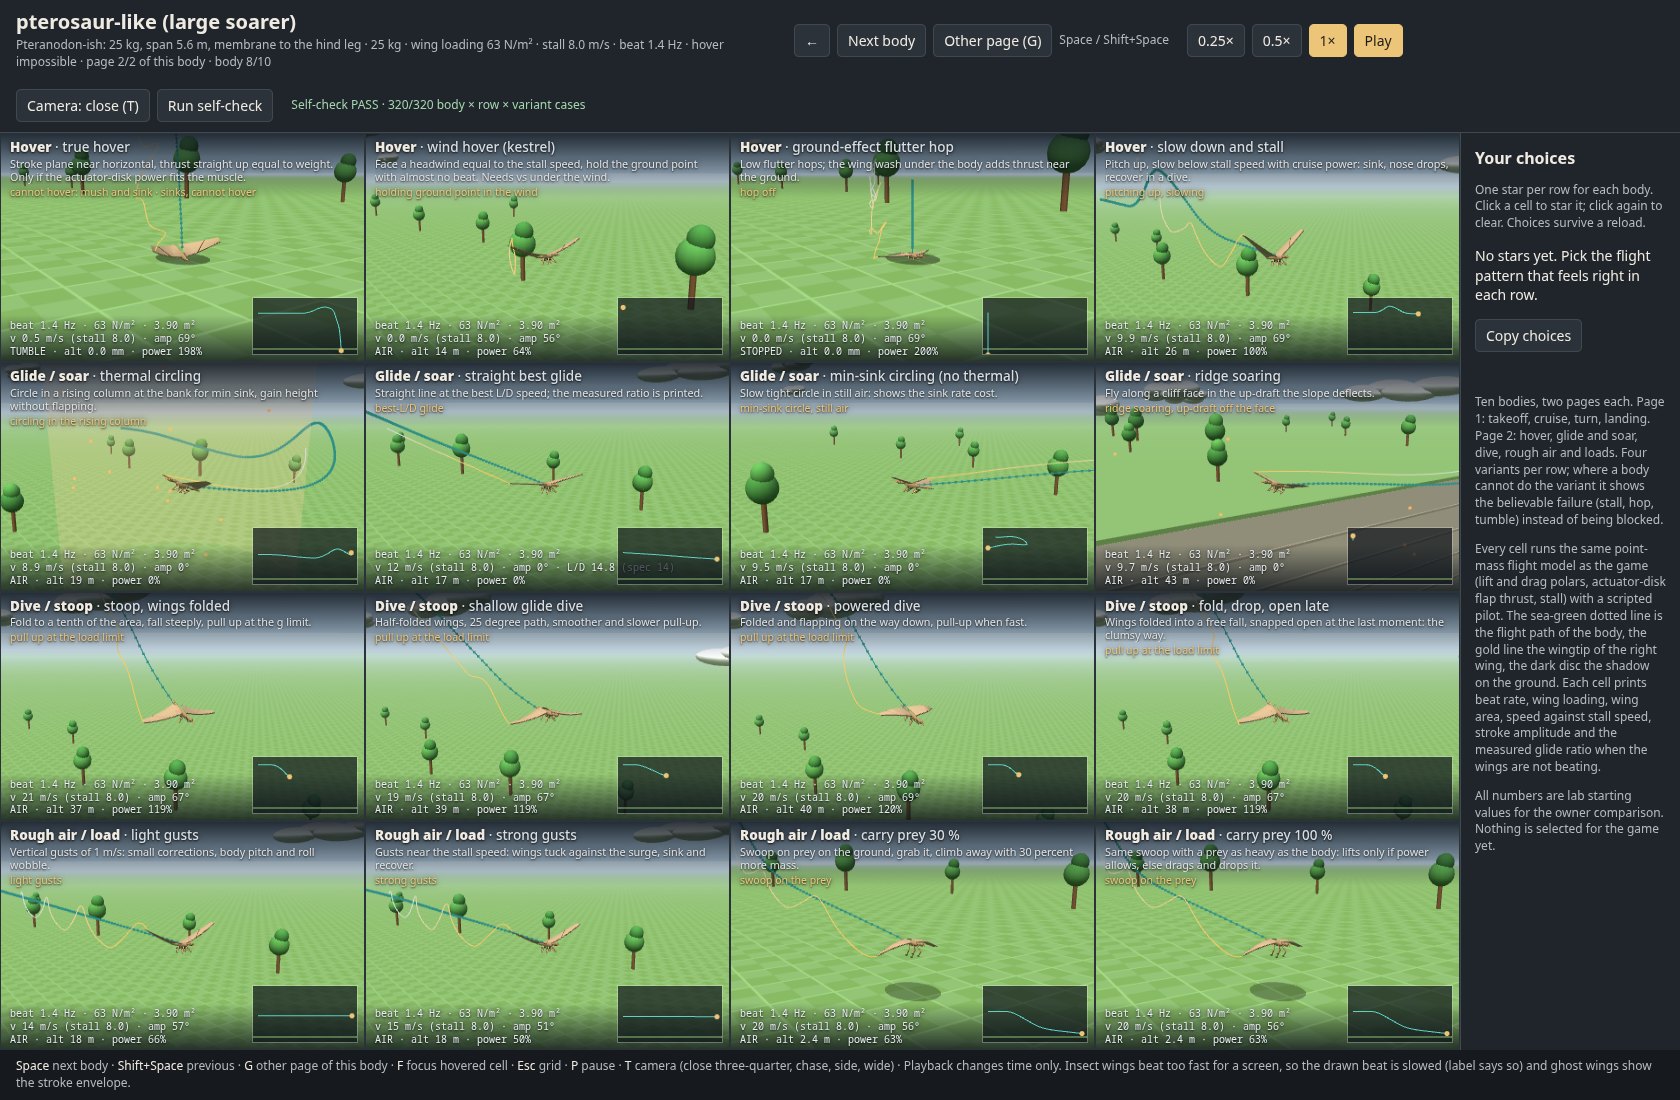 pterosaur-like (large soarer)
Pteranodon-ish: 25 kg, span 5.6 m, membrane to the hind leg · 25 kg · wing loading 63 N/m² · stall 8.0 m/s · beat 1.4 Hz · hover
impossible · page 2/2 of this body · body 8/10
←
Next body
Other page (G)
Space / Shift+Space
0.25×
0.5×
1×
Play
Camera: close (T)
Run self-check
Self-check PASS · 320/320 body × row × variant cases
Hover · true hover
Stroke plane near horizontal, thrust straight up equal to weight.
Only if the actuator-disk power fits the muscle.
cannot hover: mush and sink · sinks, cannot hover
beat 1.4 Hz · 63 N/m² · 3.90 m²
v 0.5 m/s (stall 8.0) · amp 69°
TUMBLE · alt 0.0 mm · power 198%
Hover · wind hover (kestrel)
Face a headwind equal to the stall speed, hold the ground point
with almost no beat. Needs vs under the wind.
holding ground point in the wind
beat 1.4 Hz · 63 N/m² · 3.90 m²
v 0.0 m/s (stall 8.0) · amp 56°
AIR · alt 14 m · power 64%
Hover · ground-effect flutter hop
Low flutter hops; the wing wash under the body adds thrust near
the ground.
hop off
beat 1.4 Hz · 63 N/m² · 3.90 m²
v 0.0 m/s (stall 8.0) · amp 69°
STOPPED · alt 0.0 mm · power 200%
Hover · slow down and stall
Pitch up, slow below stall speed with cruise power: sink, nose drops,
recover in a dive.
pitching up, slowing
beat 1.4 Hz · 63 N/m² · 3.90 m²
v 9.9 m/s (stall 8.0) · amp 69°
AIR · alt 26 m · power 100%
Glide / soar · thermal circling
Circle in a rising column at the bank for min sink, gain height
without flapping.
circling in the rising column
beat 1.4 Hz · 63 N/m² · 3.90 m²
v 8.9 m/s (stall 8.0) · amp 0°
AIR · alt 19 m · power 0%
Glide / soar · straight best glide
Straight line at the best L/D speed; the measured ratio is printed.
best-L/D glide
beat 1.4 Hz · 63 N/m² · 3.90 m²
v 12 m/s (stall 8.0) · amp 0° · L/D 14.8 (spec 14)
AIR · alt 17 m · power 0%
Glide / soar · min-sink circling (no thermal)
Slow tight circle in still air: shows the sink rate cost.
min-sink circle, still air
beat 1.4 Hz · 63 N/m² · 3.90 m²
v 9.5 m/s (stall 8.0) · amp 0°
AIR · alt 17 m · power 0%
Glide / soar · ridge soaring
Fly along a cliff face in the up-draft the slope deflects.
ridge soaring, up-draft off the face
beat 1.4 Hz · 63 N/m² · 3.90 m²
v 9.7 m/s (stall 8.0) · amp 0°
AIR · alt 43 m · power 0%
Dive / stoop · stoop, wings folded
Fold to a tenth of the area, fall steeply, pull up at the g limit.
pull up at the load limit
beat 1.4 Hz · 63 N/m² · 3.90 m²
v 21 m/s (stall 8.0) · amp 67°
AIR · alt 37 m · power 119%
Dive / stoop · shallow glide dive
Half-folded wings, 25 degree path, smoother and slower pull-up.
pull up at the load limit
beat 1.4 Hz · 63 N/m² · 3.90 m²
v 19 m/s (stall 8.0) · amp 67°
AIR · alt 39 m · power 119%
Dive / stoop · powered dive
Folded and flapping on the way down, pull-up when fast.
pull up at the load limit
beat 1.4 Hz · 63 N/m² · 3.90 m²
v 20 m/s (stall 8.0) · amp 69°
AIR · alt 40 m · power 120%
Dive / stoop · fold, drop, open late
Wings folded into a free fall, snapped open at the last moment: the
clumsy way.
pull up at the load limit
beat 1.4 Hz · 63 N/m² · 3.90 m²
v 20 m/s (stall 8.0) · amp 67°
AIR · alt 38 m · power 119%
Rough air / load · light gusts
Vertical gusts of 1 m/s: small corrections, body pitch and roll
wobble.
light gusts
beat 1.4 Hz · 63 N/m² · 3.90 m²
v 14 m/s (stall 8.0) · amp 57°
AIR · alt 18 m · power 66%
Rough air / load · strong gusts
Gusts near the stall speed: wings tuck against the surge, sink and
recover.
strong gusts
beat 1.4 Hz · 63 N/m² · 3.90 m²
v 15 m/s (stall 8.0) · amp 51°
AIR · alt 18 m · power 50%
Rough air / load · carry prey 30 %
Swoop on prey on the ground, grab it, climb away with 30 percent
more mass.
swoop on the prey
beat 1.4 Hz · 63 N/m² · 3.90 m²
v 20 m/s (stall 8.0) · amp 56°
AIR · alt 2.4 m · power 63%
Rough air / load · carry prey 100 %
Same swoop with a prey as heavy as the body: lifts only if power
allows, else drags and drops it.
swoop on the prey
beat 1.4 Hz · 63 N/m² · 3.90 m²
v 20 m/s (stall 8.0) · amp 56°
AIR · alt 2.4 m · power 63%
Your choices
One star per row for each body.
Click a cell to star it; click again to
clear. Choices survive a reload.
No stars yet. Pick the flight
pattern that feels right in
each row.
Copy choices
Ten bodies, two pages each. Page
1: takeoff, cruise, turn, landing.
Page 2: hover, glide and soar,
dive, rough air and loads. Four
variants per row; where a body
cannot do the variant it shows
the believable failure (stall, hop,
tumble) instead of being blocked.
Every cell runs the same point-
mass flight model as the game
(lift and drag polars, actuator-disk
flap thrust, stall) with a scripted
pilot. The sea-green dotted line is
the flight path of the body, the
gold line the wingtip of the right
wing, the dark disc the shadow
on the ground. Each cell prints
beat rate, wing loading, wing
area, speed against stall speed,
stroke amplitude and the
measured glide ratio when the
wings are not beating.
All numbers are lab starting
values for the owner comparison.
Nothing is selected for the game
yet.
Space next body · Shift+Space previous · G other page of this body · F focus hovered cell · Esc grid · P pause · T camera (close three-quarter, chase, side, wide) · Playback changes time only. Insect wings beat too fast for a screen, so the drawn beat is slowed (label says so) and ghost wings show
the stroke envelope.